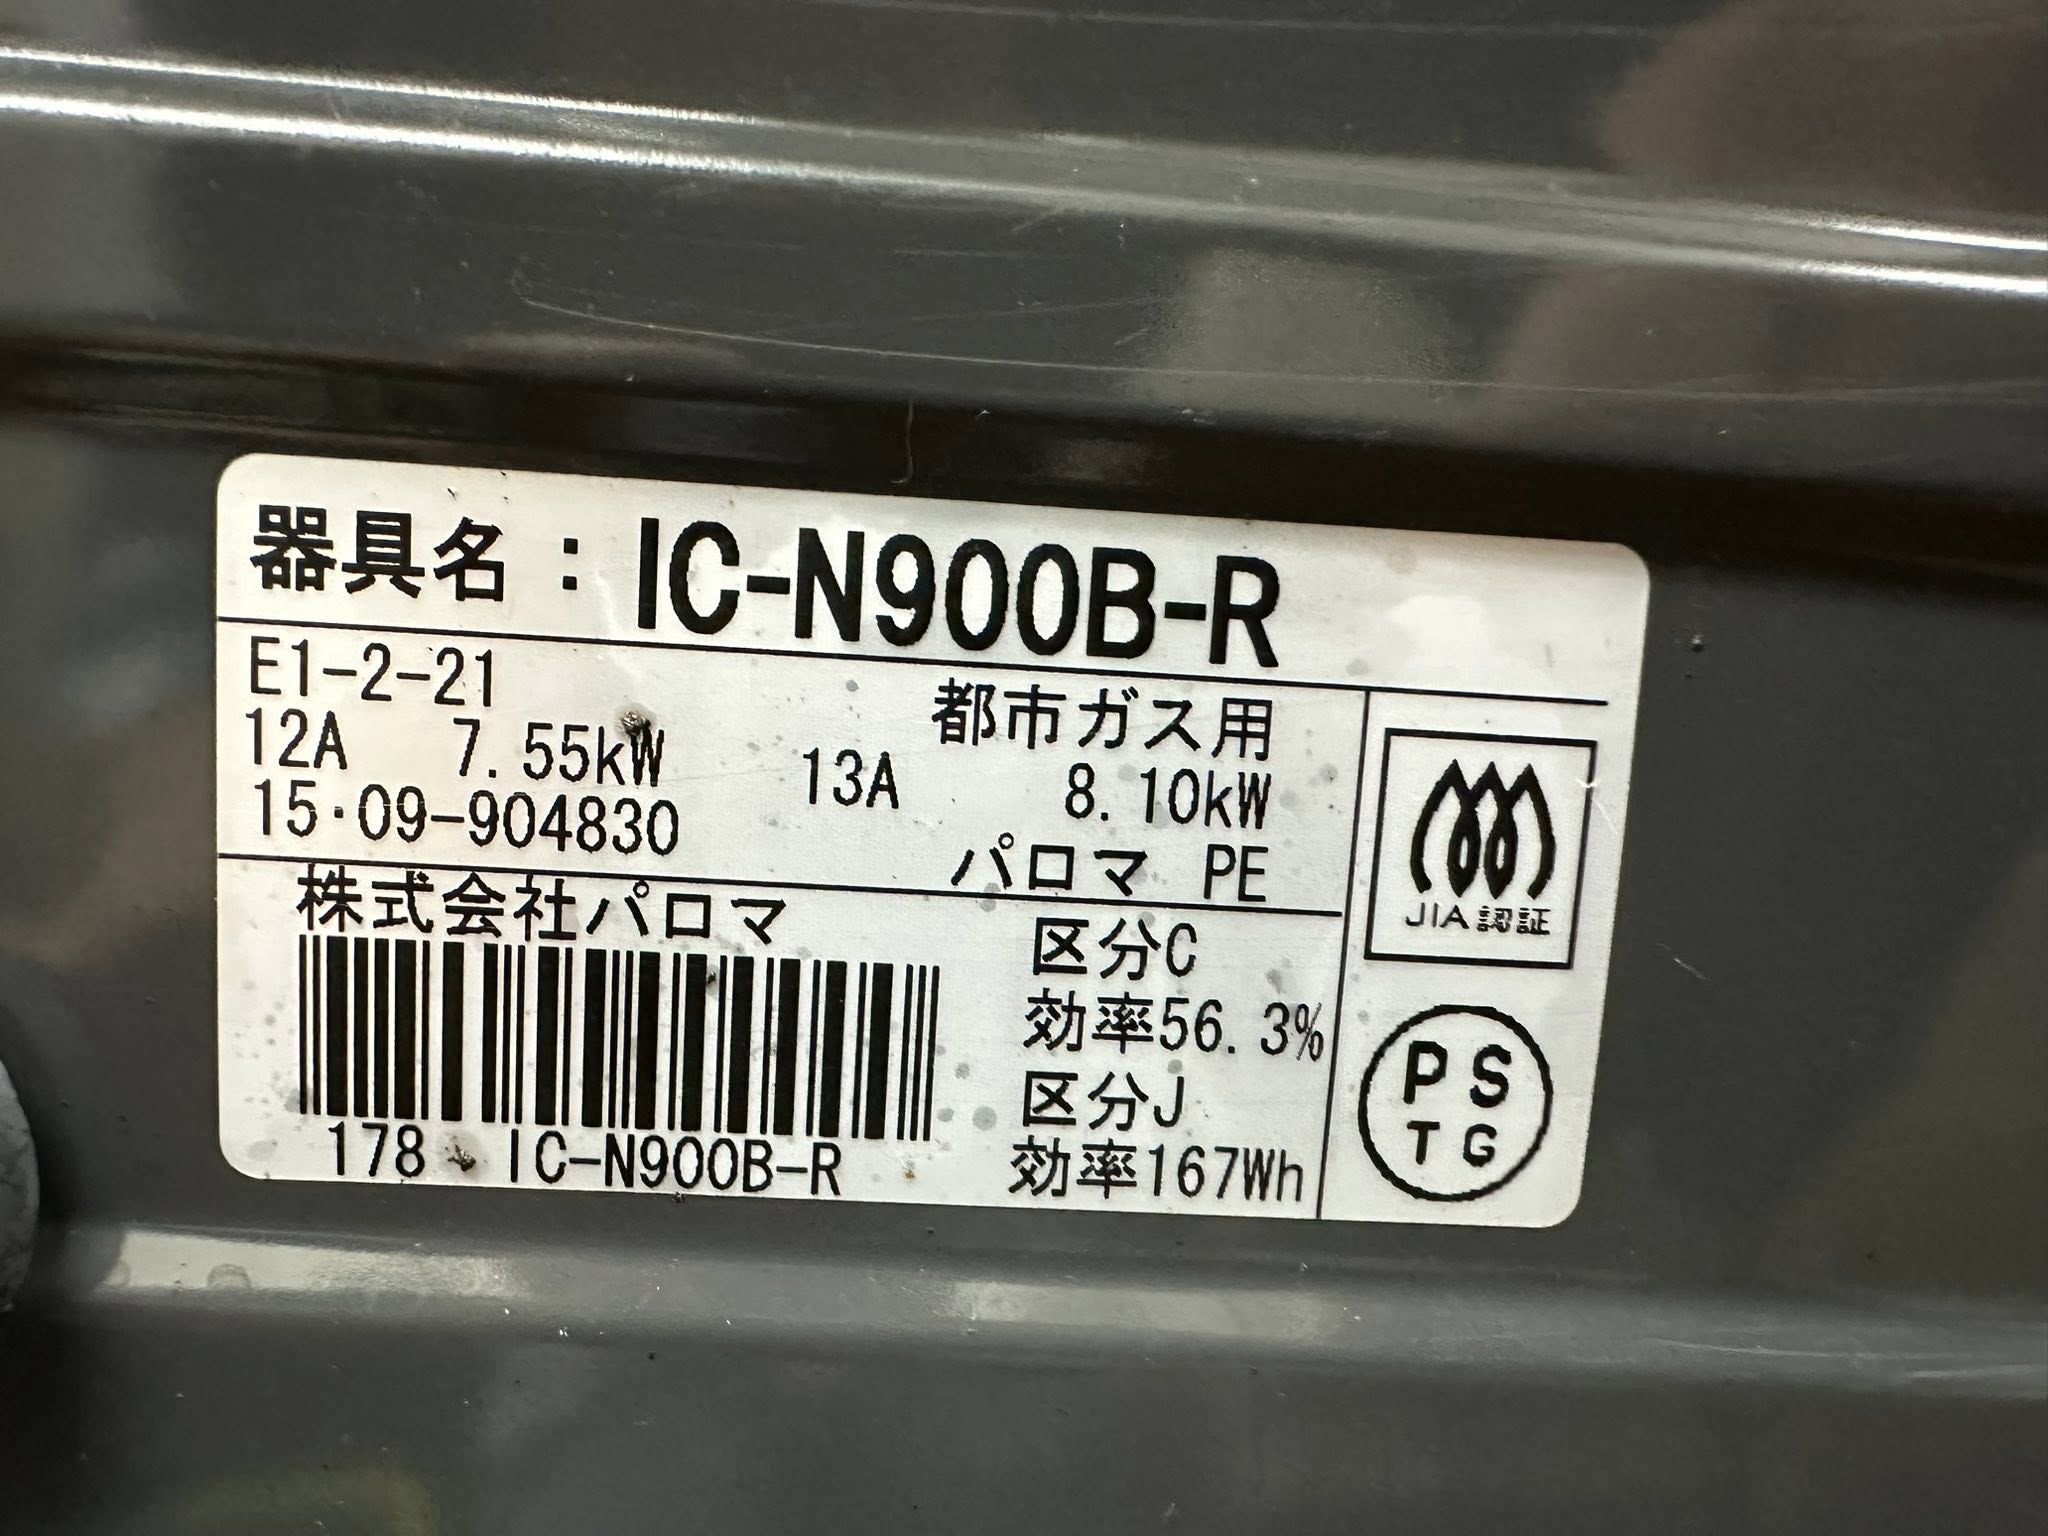 器具名：IC-N900B-R
E1-2-21 都市ガス用
12A 7.55kW 13A 8.10kW
15·09-904830 パロマ PE
株式会社パロマ
178 IC-N900B-R
区分C
効率56.3%
区分J
効率167Wh
JIA認証
PS
TG